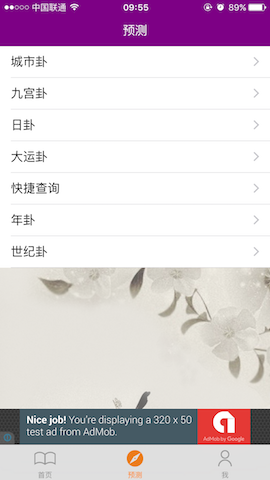 中国联通 09:55 89%
预测
城市卦
九宫卦
日卦
大运卦
快捷查询
年卦
世纪卦
Nice job! You're displaying a 320 x 50
test ad from AdMob.
AdMob by Google
首页 预测 我